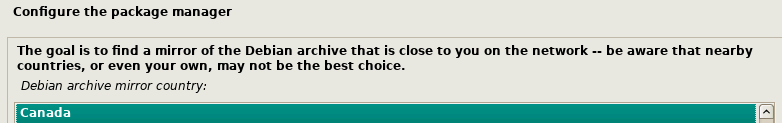 Configure the package manager
The goal is to find a mirror of the Debian archive that is close to you on the network -- be aware that nearby
countries, or even your own, may not be the best choice.
Debian archive mirror country:
Canada